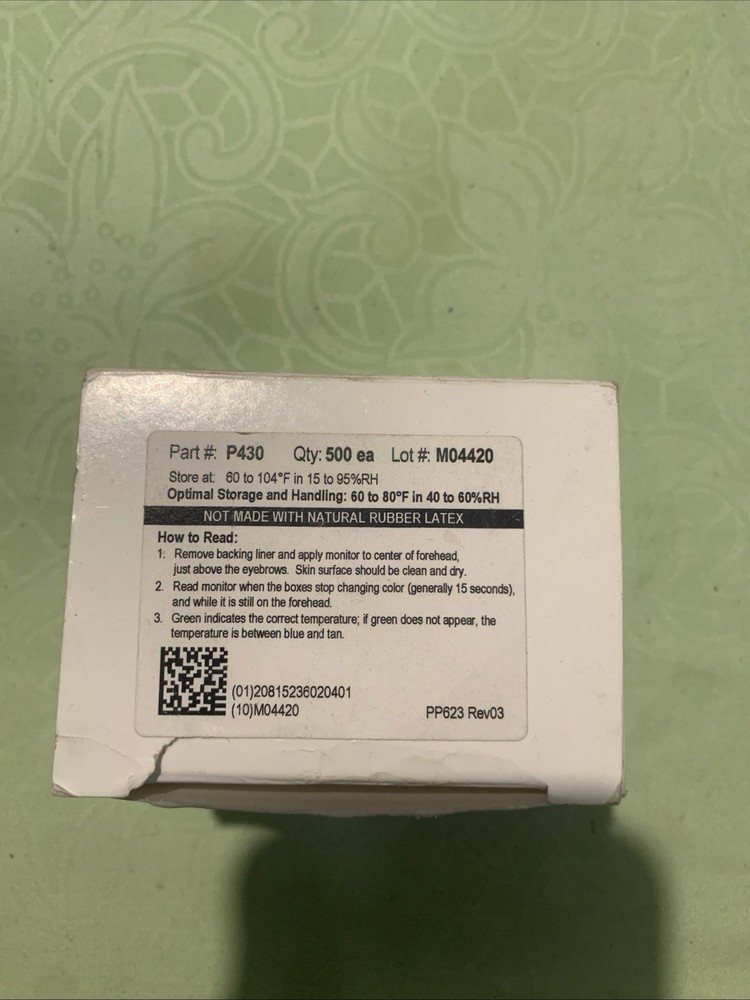 Part #: P430 Qty: 500 ea Lot #: M04420
Store at: 60 to 104°F in 15 to 95%RH
Optimal Storage and Handling: 60 to 80°F in 40 to 60%RH
NOT MADE WITH NATURAL RUBBER LATEX
How to Read:
1. Remove backing liner and apply monitor to center of forehead,
just above the eyebrows. Skin surface should be clean and dry.
2. Read monitor when the boxes stop changing color (generally 15 seconds),
and while it is still on the forehead.
3. Green indicates the correct temperature; if green does not appear, the
temperature is between blue and tan.
(01)20815236020401
(10)M04420
PP623 Rev03